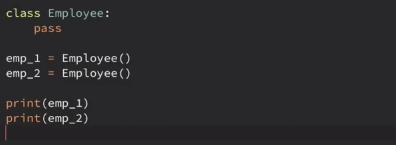 class Employee:
    pass

emp_1 = Employee()
emp_2 = Employee()

print(emp_1)
print(emp_2)